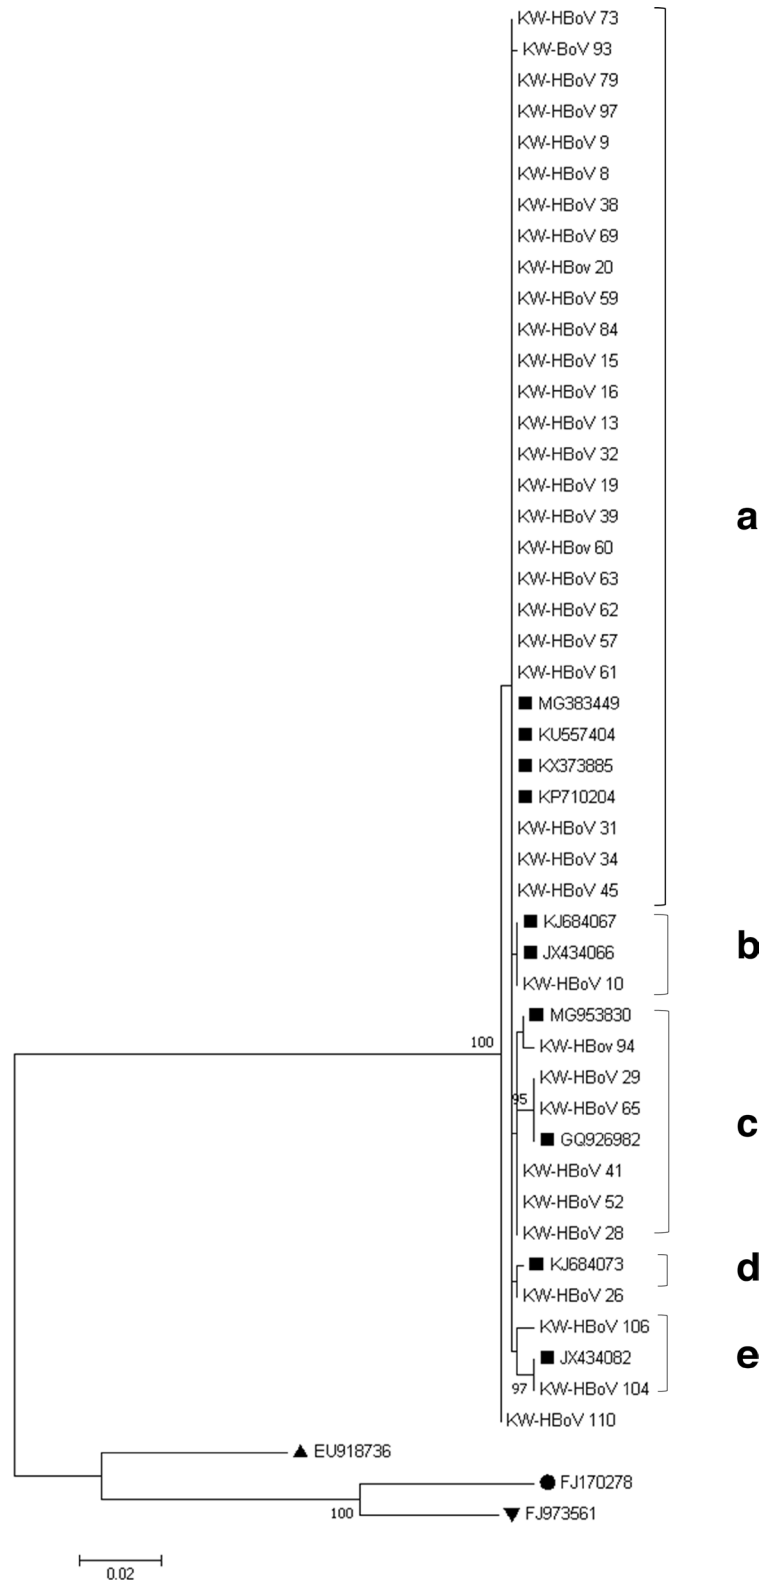 KW-HBoV 73
KW-BoV 93
KW-HBoV 79
KW-HBoV 97
KW-HBoV 9
KW-HBoV 8
KW-HBoV 38
KW-HBoV 69
KW-HBov 20
KW-HBoV 59
KW-HBoV 84
KW-HBoV 15
KW-HBoV 16
KW-HBoV 13
KW-HBoV 32
KW-HBoV 19
KW-HBoV 39
a
KW-HBov 60
KW-HBoV 63
KW-HBoV 62
KW-HBoV 57
KW-HBoV 61
MG383449
KU557404
KX373885
KP710204
KW-HBoV 31
KW-HBoV 34
KW-HBoV 45
KJ684067
b
JX434066
KW-HBoV 10
MG953830
100
KW-HBov 94
KW-HBoV 29
95
KW-HBoV 65
c
GQ926982
KW-HBoV 41
KW-HBoV 52
KW-HBoV 28
KJ684073
d
KW-HBoV 26
KW-HBoV 106
e
JX434082
97
KW-HBoV 104
KW-HBoV 110
EU918736
FJ170278
100
FJ973561
0.02